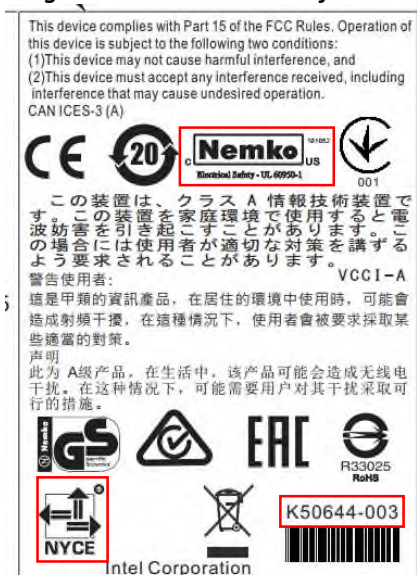 This device complies with Part 15 of the FCC Rules. Operation of
this device is subject to the following two conditions:
(1)This device may not cause harmful interference, and
(2)This device must accept any interference received, including
interference that may cause undesired operation.
CAN ICES-3 (A)
CE
20
C Nemko US
Electrical Safety - UL 60950-1
001
この装置は、クラス A 情報技術装置で
す。この装置を家庭環境で使用すると電
波妨害を引き起こすことがあります。こ
の場合には使用者が適切な対策を講ずる
よう要求されることがあります。
VCCI-A
警告使用者:
這是甲類的資訊產品，在居住的環境中使用時，可能會
造成射頻干擾，在這種情況下，使用者會被要求採取某
些適當的對策。
声明
此为 A级产品，在生活中，该产品可能会造成无线电
干扰。在这种情况下，可能需要用户对其干扰采取可
行的措施。
Nemko
GS
EAC
R33025
RoHS
NYCE
K50644-003
Intel Corporation